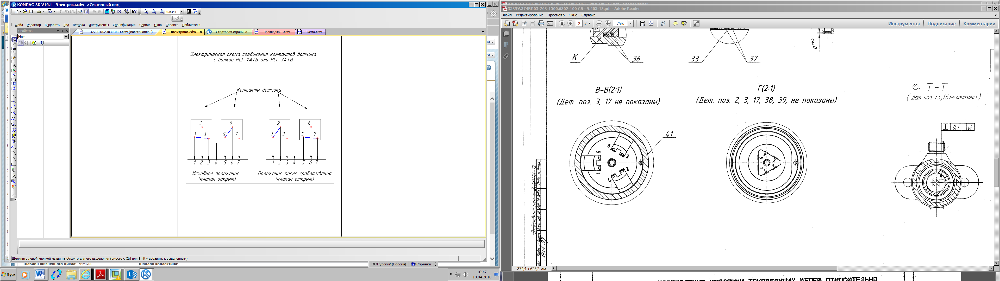 КОМПАС-3D V16.1 - Электрика.cdw ->Системный вид
0.6341
Файл Редактор Выделить Вид Вставка Инструменты Спецификация Сервис Окно Справка Библиотеки
Свойства
Нет
372РН18.А3830-0ВО.cdw (восстановлен)
Электрика.cdw
Стартовая страница
Прокладка-1.cdw
Схема.cdw
Электрическая схема соединения контактов датчика
с вилкой РСГ 7АТВ или РСГ 7АТВ
Контакты датчика
2 6 2 6
1 3 5 7 1 3 5 7
1 2 3 4 5 6 7 1 2 3 4 5 6 7
Исходное положение
(клапан закрыт)
Положение после срабатывания
(клапан аткрыт)
Щелкните левой кнопкой мыши на объекте для его выделения (вместе с Ctrl или Shift - добавить к выделенным)
Шаблон жизненного цикла: EPMDoc
Шаблон коллектива:
RU Русский (Россия)
Справка
Пуск
16:47
10.04.2018
353ЭУ.374БЛ03-763-1506.6302-100 СБ - Э.405-13.pdf - Adobe Reader
Файл Редактирование Просмотр Окно Справка
2 / 3
75%
Инструменты Подписание Комментарии
К
36
33
37
0 +0,5
В-В(2:1)
(Дет. поз. 3, 17 не показаны)
Г(2:1)
(Дет. поз. 2, 3, 17, 38, 39, не показаны)
1 Т-Т
(Дет. поз. 13, 15 не показаны)
41
6
3
5
1
2
7
6
5
3
1
2
7
⊥ 0,1 И
Подп. и дата
Инв. № дубл.
Взам. инв. №
Подп. и дата
874,4 x 623,2 мм